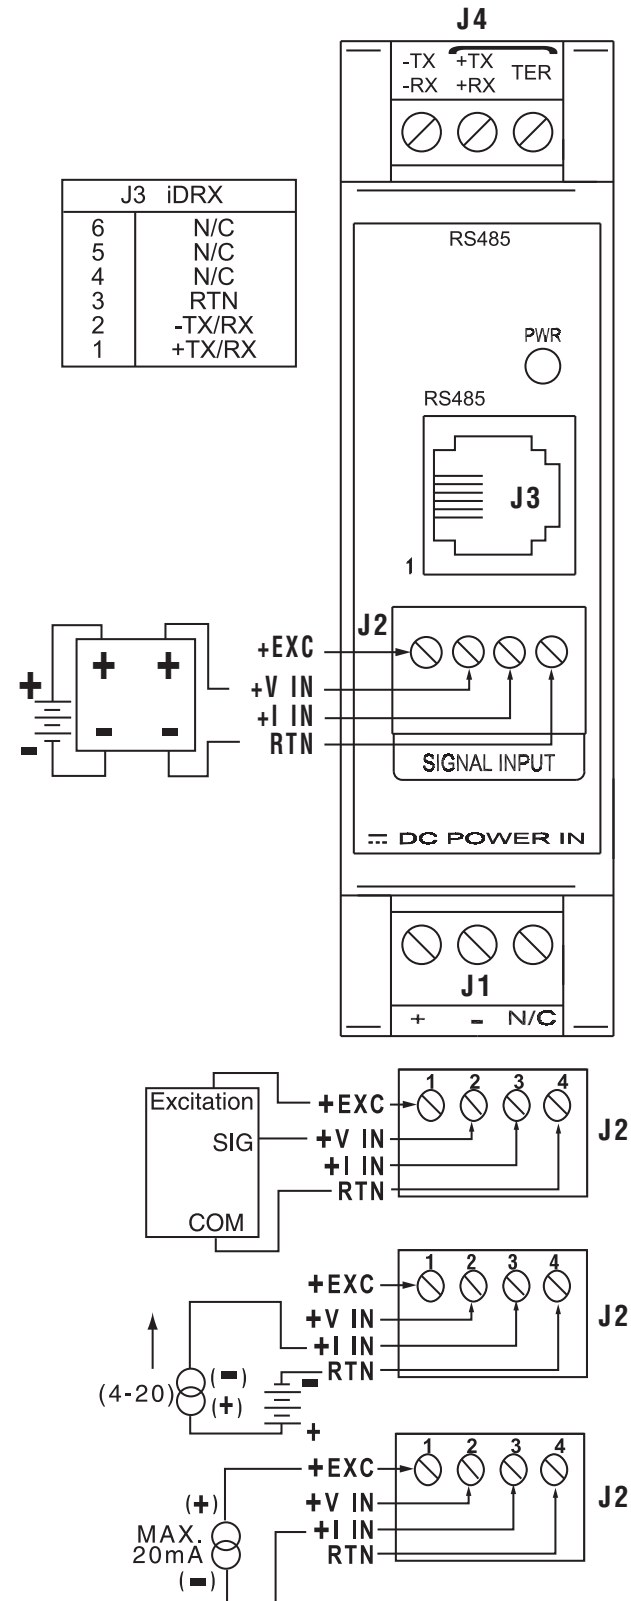 J4
-TX +TX TER
-RX +RX
J3 iDRX
6 N/C
5 N/C
4 N/C
3 RTN
2 -TX/RX
1 +TX/RX
RS485
PWR
RS485
J3
1
J2
+EXC
+V IN
+I IN
RTN
+ +
+
- -
-
SIGNAL INPUT
DC POWER IN
J1
+ - N/C
1 2 3 4
Excitation
+EXC
SIG
+V IN
J2
+I IN
RTN
COM
1 2 3 4
+EXC
+V IN
J2
+I IN
RTN
(-)
-
(4-20)
(+)
+
1 2 3 4
+EXC
(+)
+V IN
J2
MAX.
+I IN
20mA
RTN
(-)